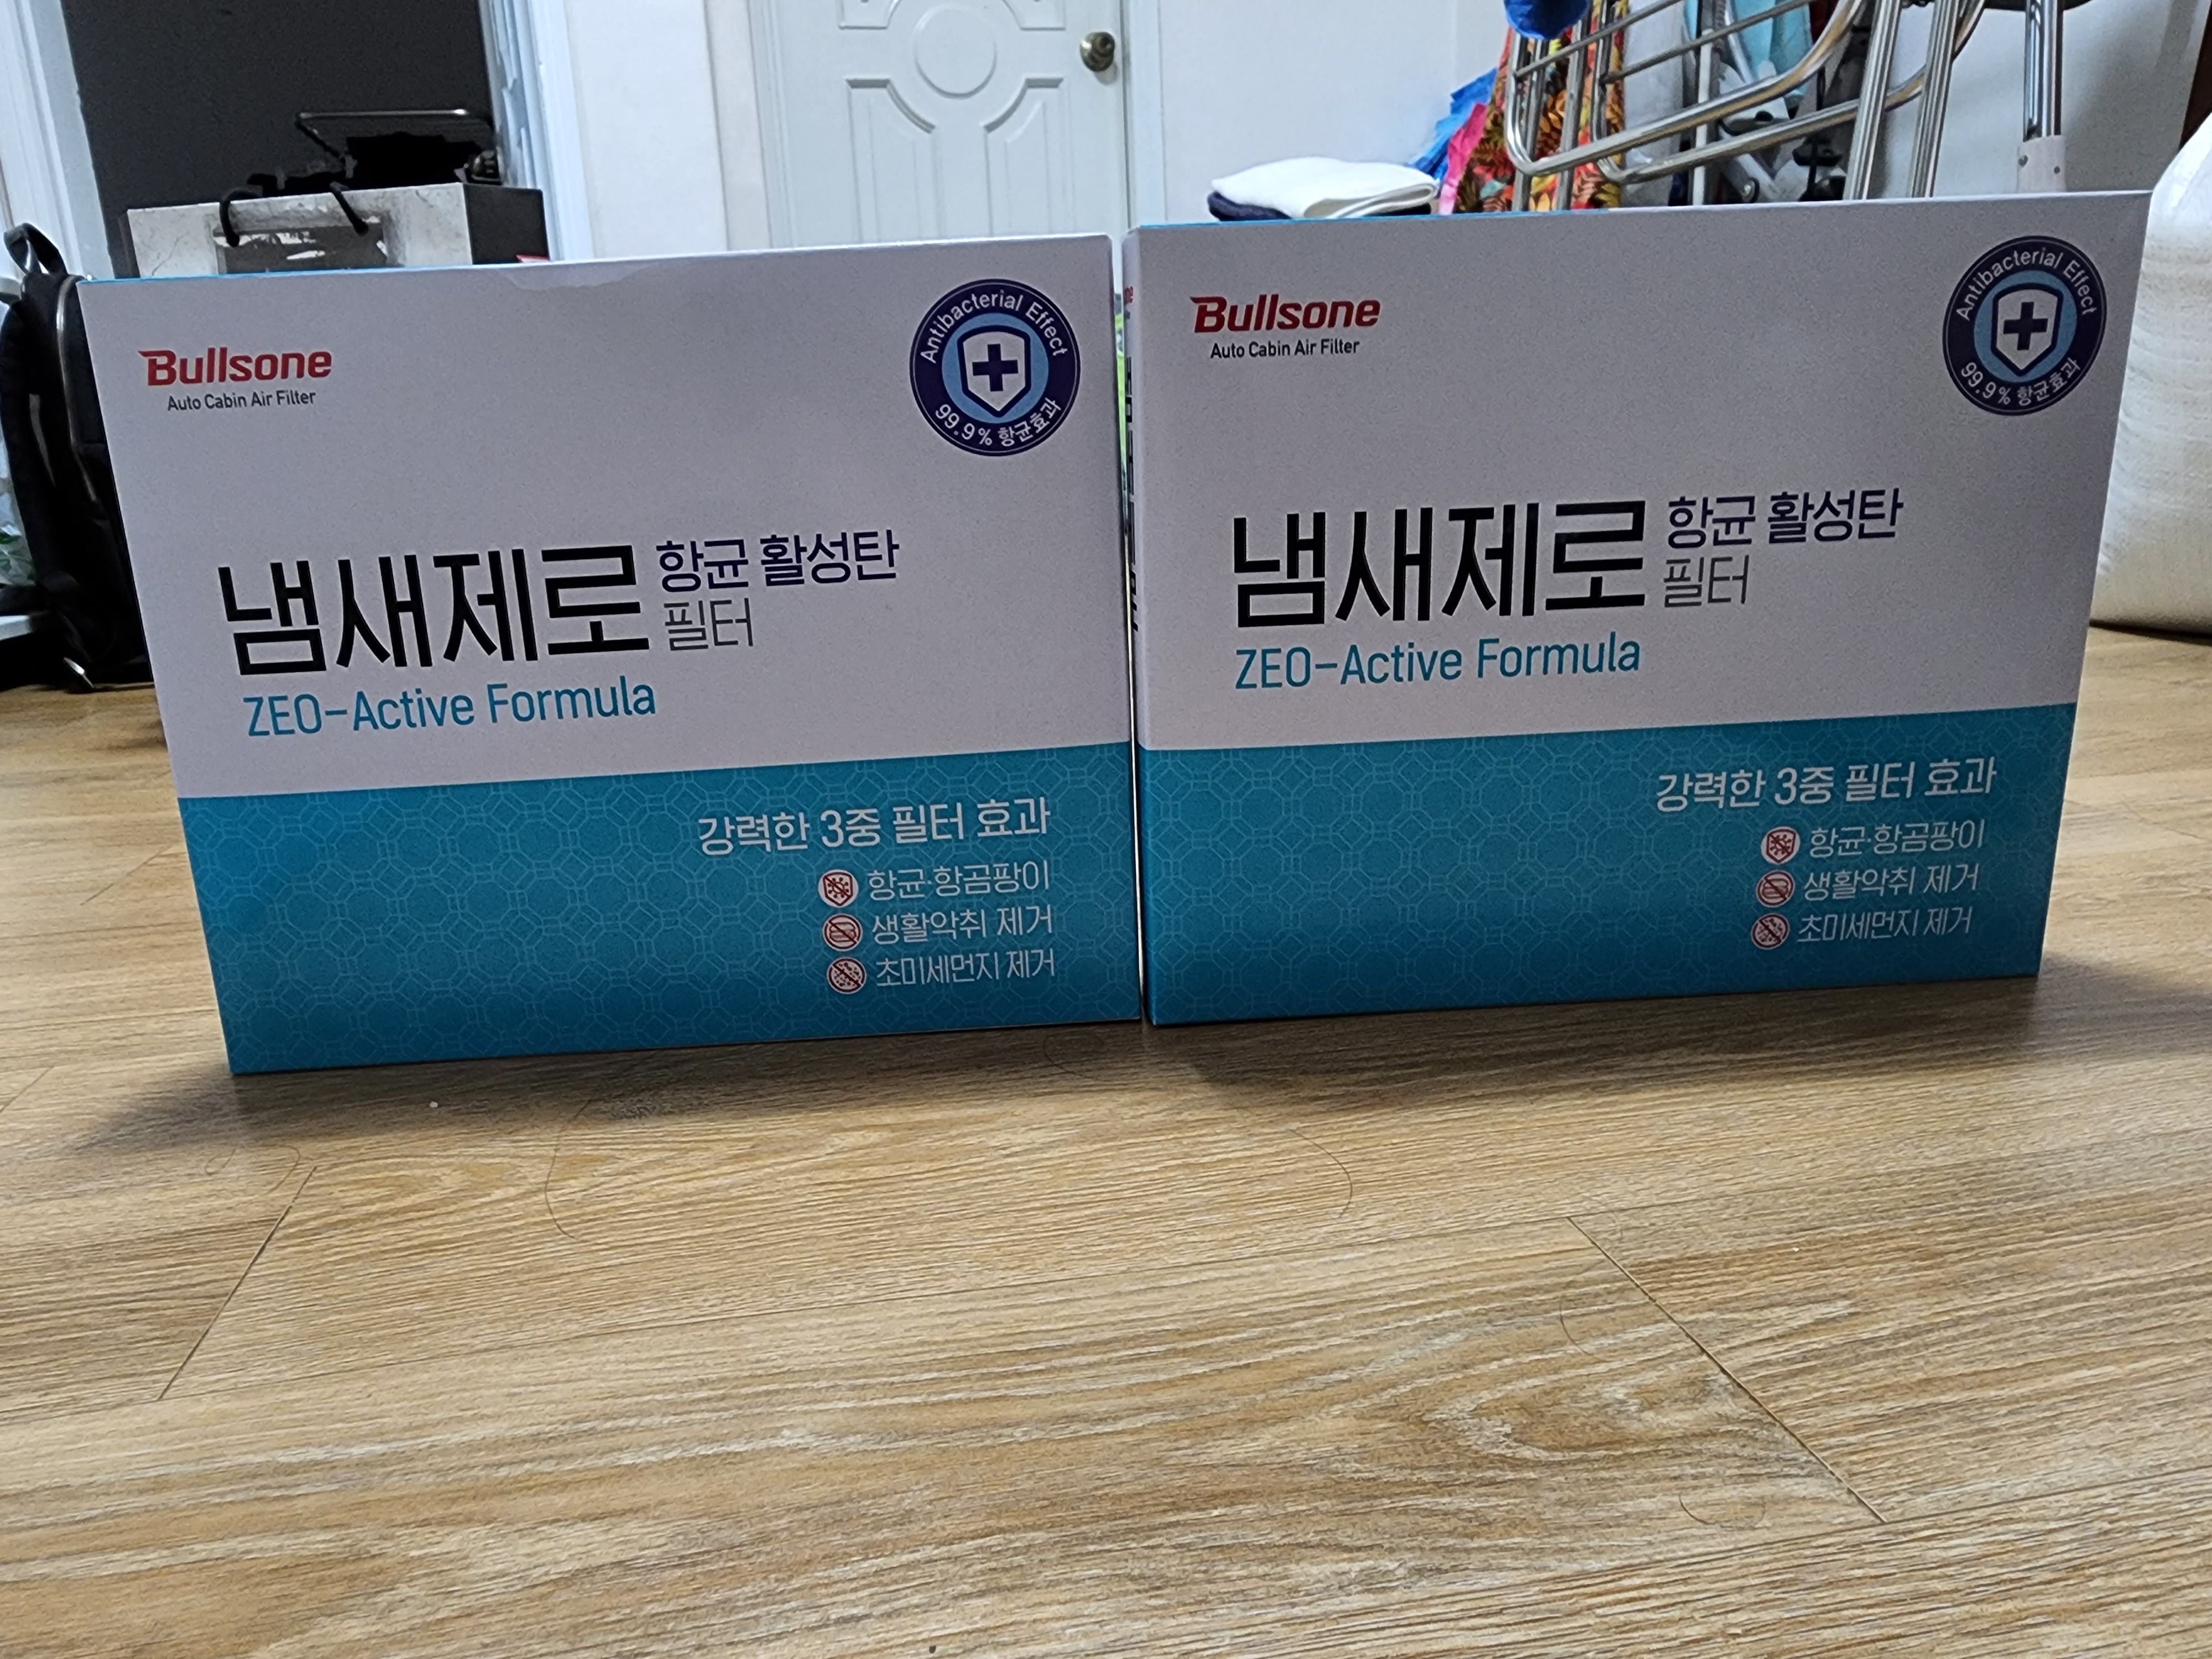 Bullsone
Auto Cabin Air Filter
Antibacterial Effect
99.9% 항균효과
냄새제로 항균 활성탄
필터
ZEO-Active Formula
강력한 3중 필터 효과
항균·항곰팡이
생활악취 제거
초미세먼지 제거
Bullsone
Auto Cabin Air Filter
Antibacterial Effect
99.9% 항균효과
냄새제로 항균 활성탄
필터
ZEO-Active Formula
강력한 3중 필터 효과
항균·항곰팡이
생활악취 제거
초미세먼지 제거